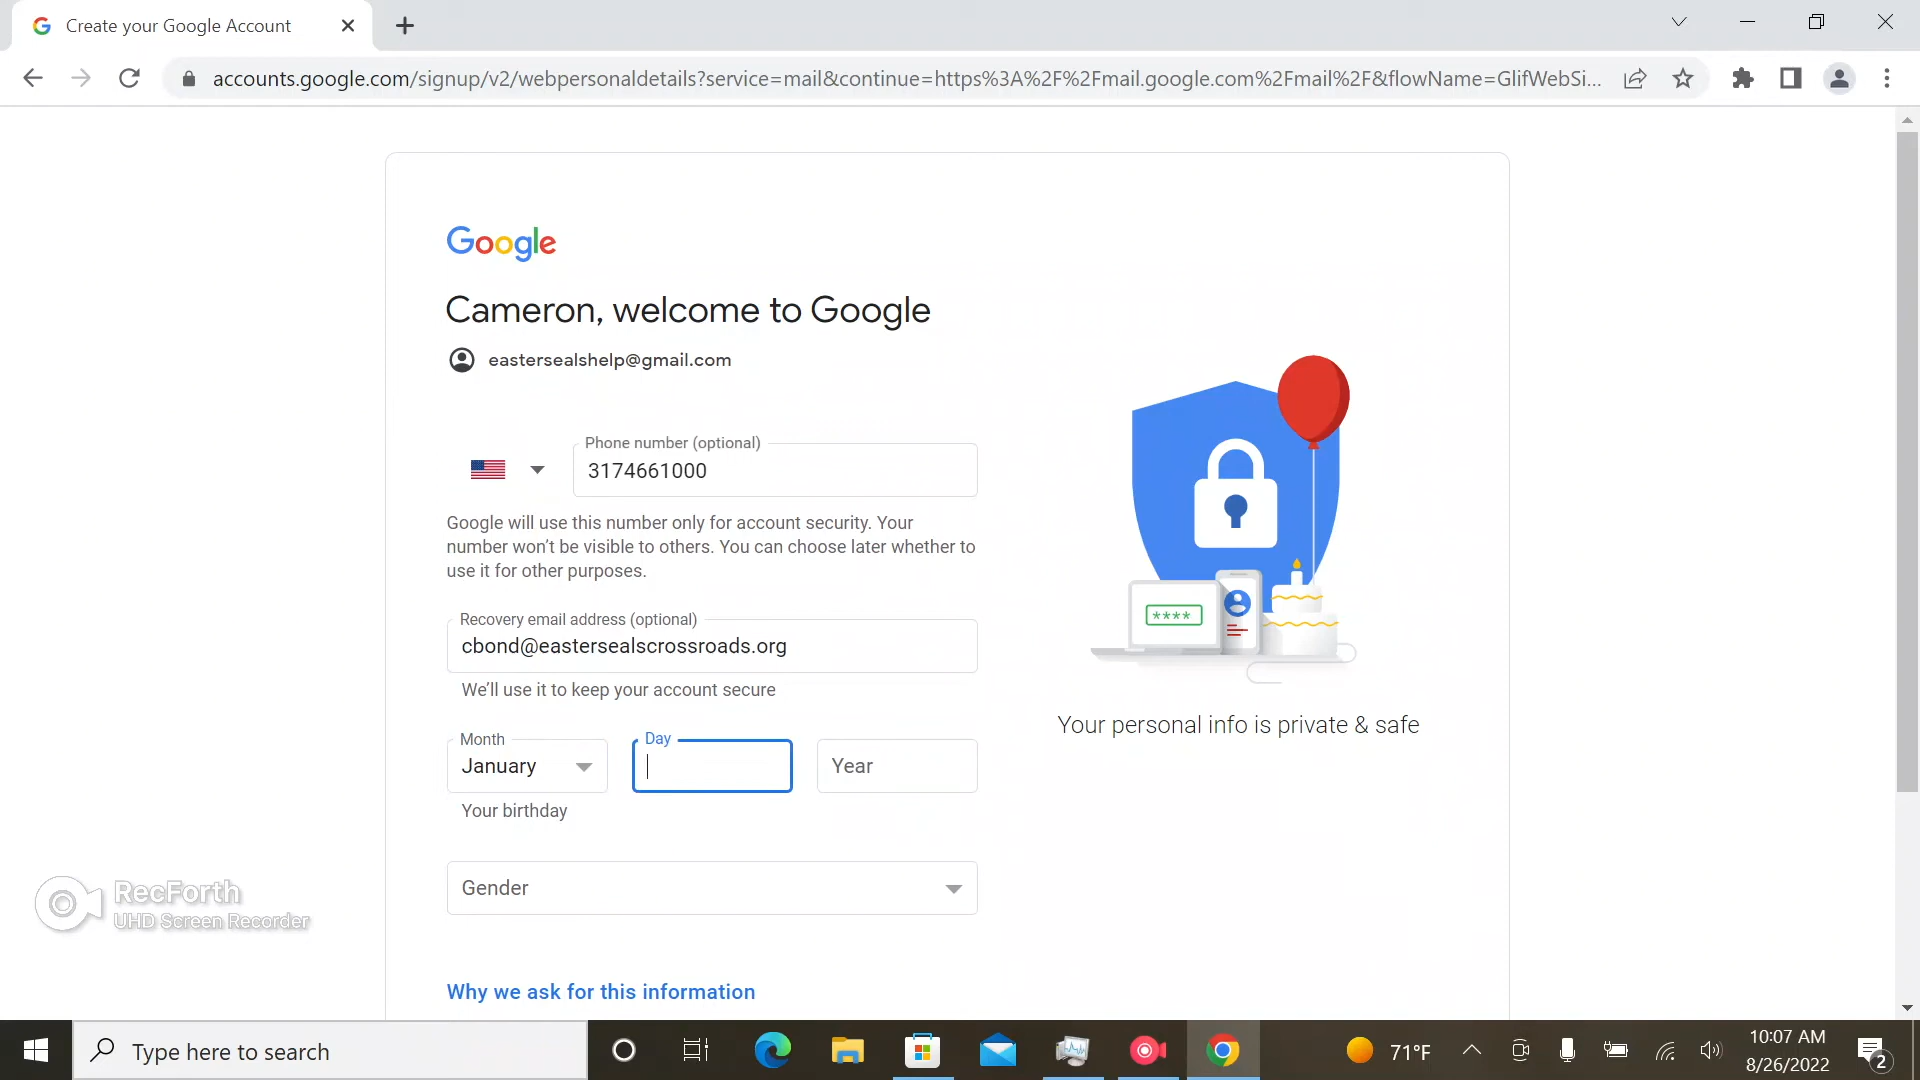 Create your Google Account
accounts.google.com/signup/v2/webpersonaldetails?service=mail&continue=https%3A%2F%2Fmail.google.com%2Fmail%2F&flowName=GlifWebSi...
Google
Cameron, welcome to Google
eastersealshelp@gmail.com
Phone number (optional)
3174661000
Google will use this number only for account security. Your
number won't be visible to others. You can choose later whether to
use it for other purposes.
Recovery email address (optional)
cbond@eastersealscrossroads.org
We'll use it to keep your account secure
Month
January
Day
Year
Your birthday
Gender
Why we ask for this information
****
Your personal info is private & safe
RecForth
UHD Screen Recorder
Type here to search
71°F
10:07 AM
8/26/2022
2